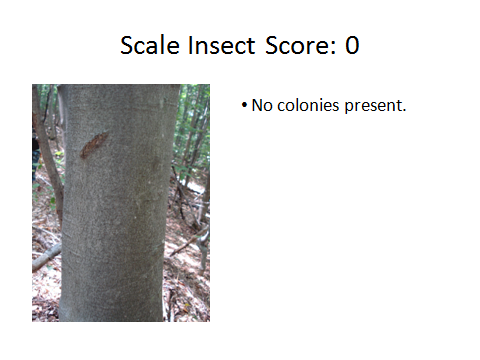 Scale Insect Score: 0
• No colonies present.